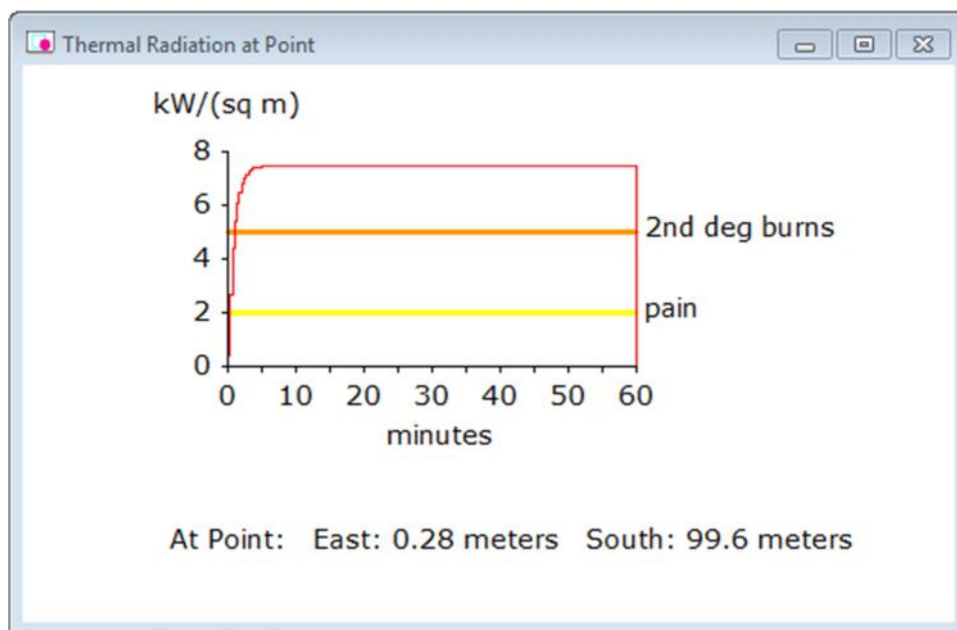 Thermal Radiation at Point
kW/(sq m)
8
6
2nd deg burns
4
2
pain
0
0 10 20 30 40 50 60
minutes
At Point: East: 0.28 meters South: 99.6 meters